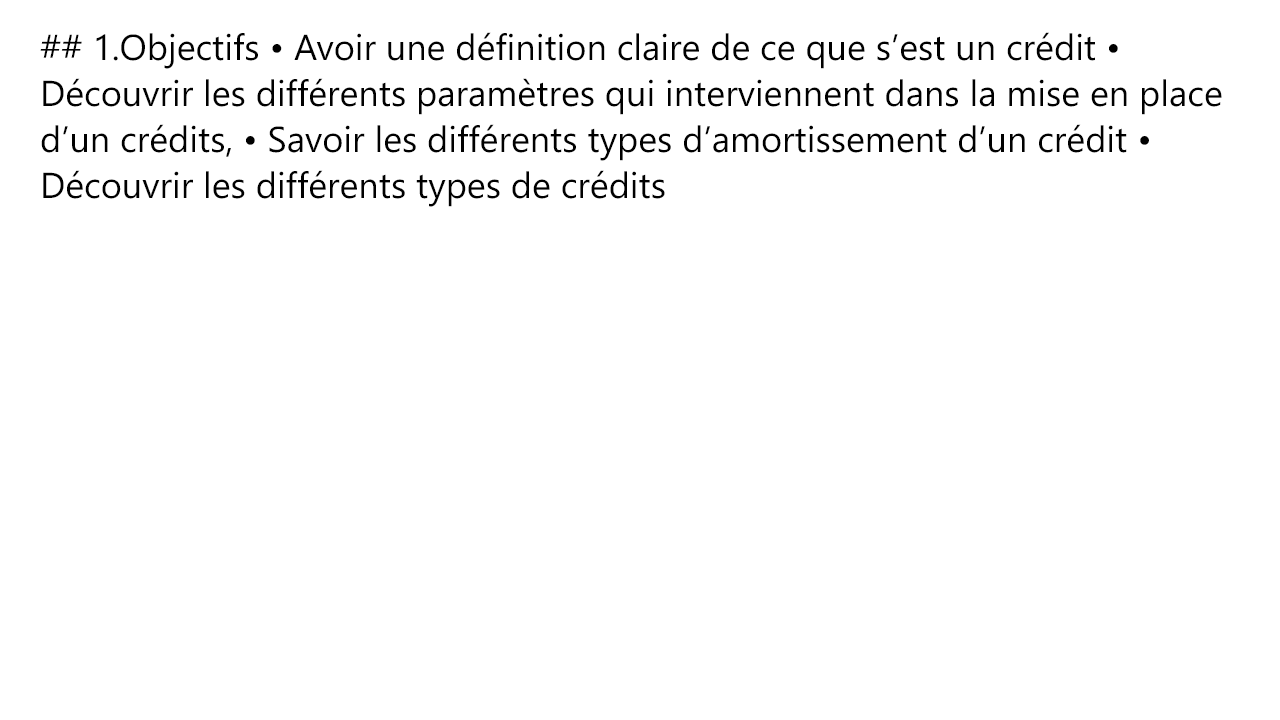 ## 1.Objectifs • Avoir une définition claire de ce que s’est un crédit •
Découvrir les différents paramètres qui interviennent dans la mise en place
d’un crédits, • Savoir les différents types d’amortissement d’un crédit •
Découvrir les différents types de crédits